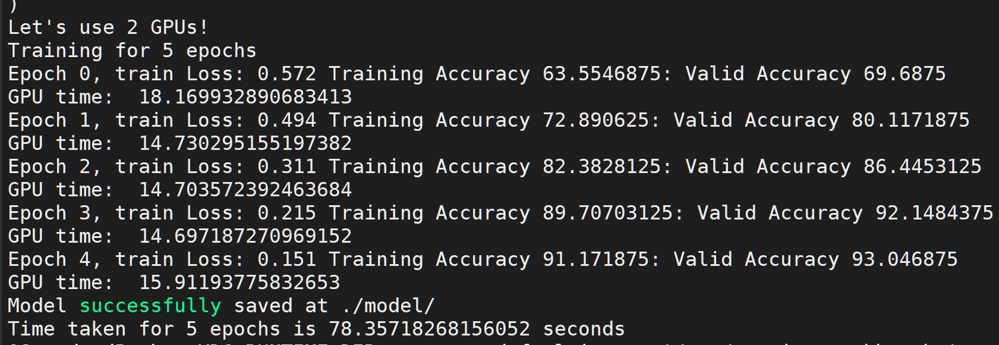 )
Let's use 2 GPUs!
Training for 5 epochs
Epoch 0, train Loss: 0.572 Training Accuracy 63.5546875: Valid Accuracy 69.6875
GPU time:  18.169932890683413
Epoch 1, train Loss: 0.494 Training Accuracy 72.890625: Valid Accuracy 80.1171875
GPU time:  14.730295155197382
Epoch 2, train Loss: 0.311 Training Accuracy 82.3828125: Valid Accuracy 86.4453125
GPU time:  14.703572392463684
Epoch 3, train Loss: 0.215 Training Accuracy 89.70703125: Valid Accuracy 92.1484375
GPU time:  14.697187270969152
Epoch 4, train Loss: 0.151 Training Accuracy 91.171875: Valid Accuracy 93.046875
GPU time:  15.91193775832653
Model successfully saved at ./model/
Time taken for 5 epochs is 78.35718268156052 seconds